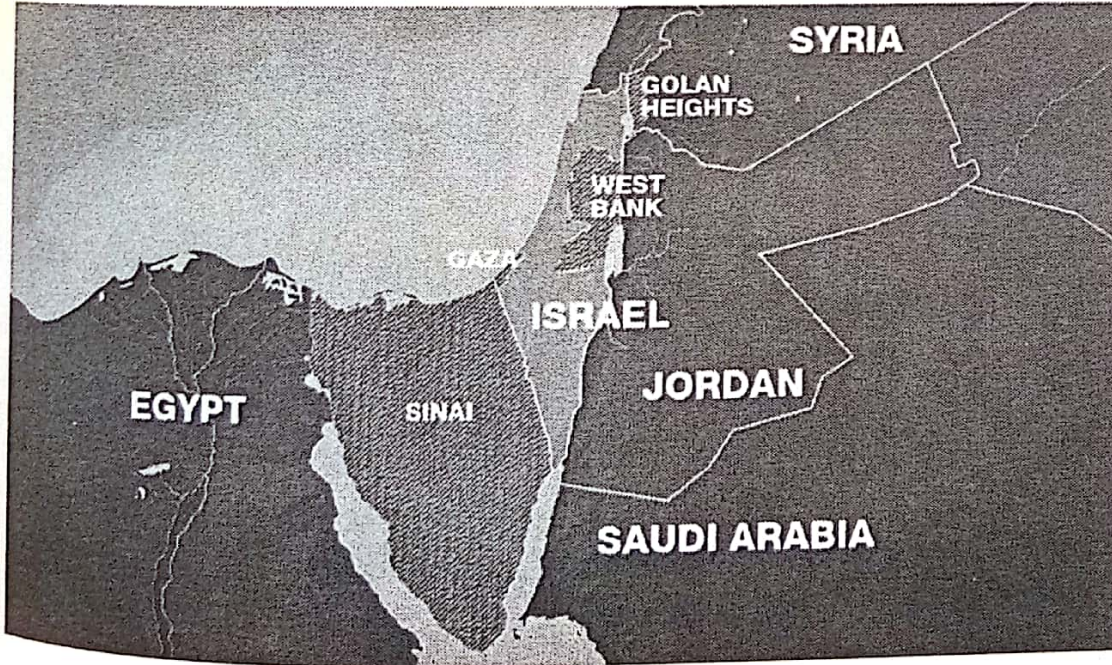 SYRIA
GOLAN
HEIGHTS
WEST
BANK
GAZA
ISRAEL
JORDAN
EGYPT
SINAI
SAUDI ARABIA